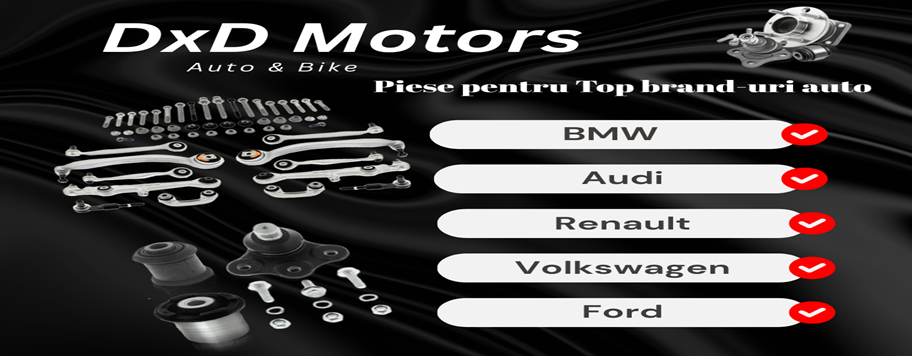 DxD Motors
Auto & Bike
Piese pentru Top brand-uri auto
BMW
Audi
Renault
Volkswagen
Ford